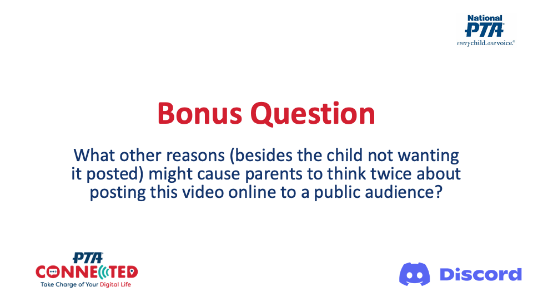 National
PTA
everychild.onevoice.
Bonus Question
What other reasons (besides the child not wanting
it posted) might cause parents to think twice about
posting this video online to a public audience?
PTA
CONNECTED
Take Charge of Your Digital Life
Discord